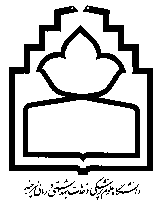 دانشگاه علوم پزشکی و خدمات بهداشتی درمانی بیرجند